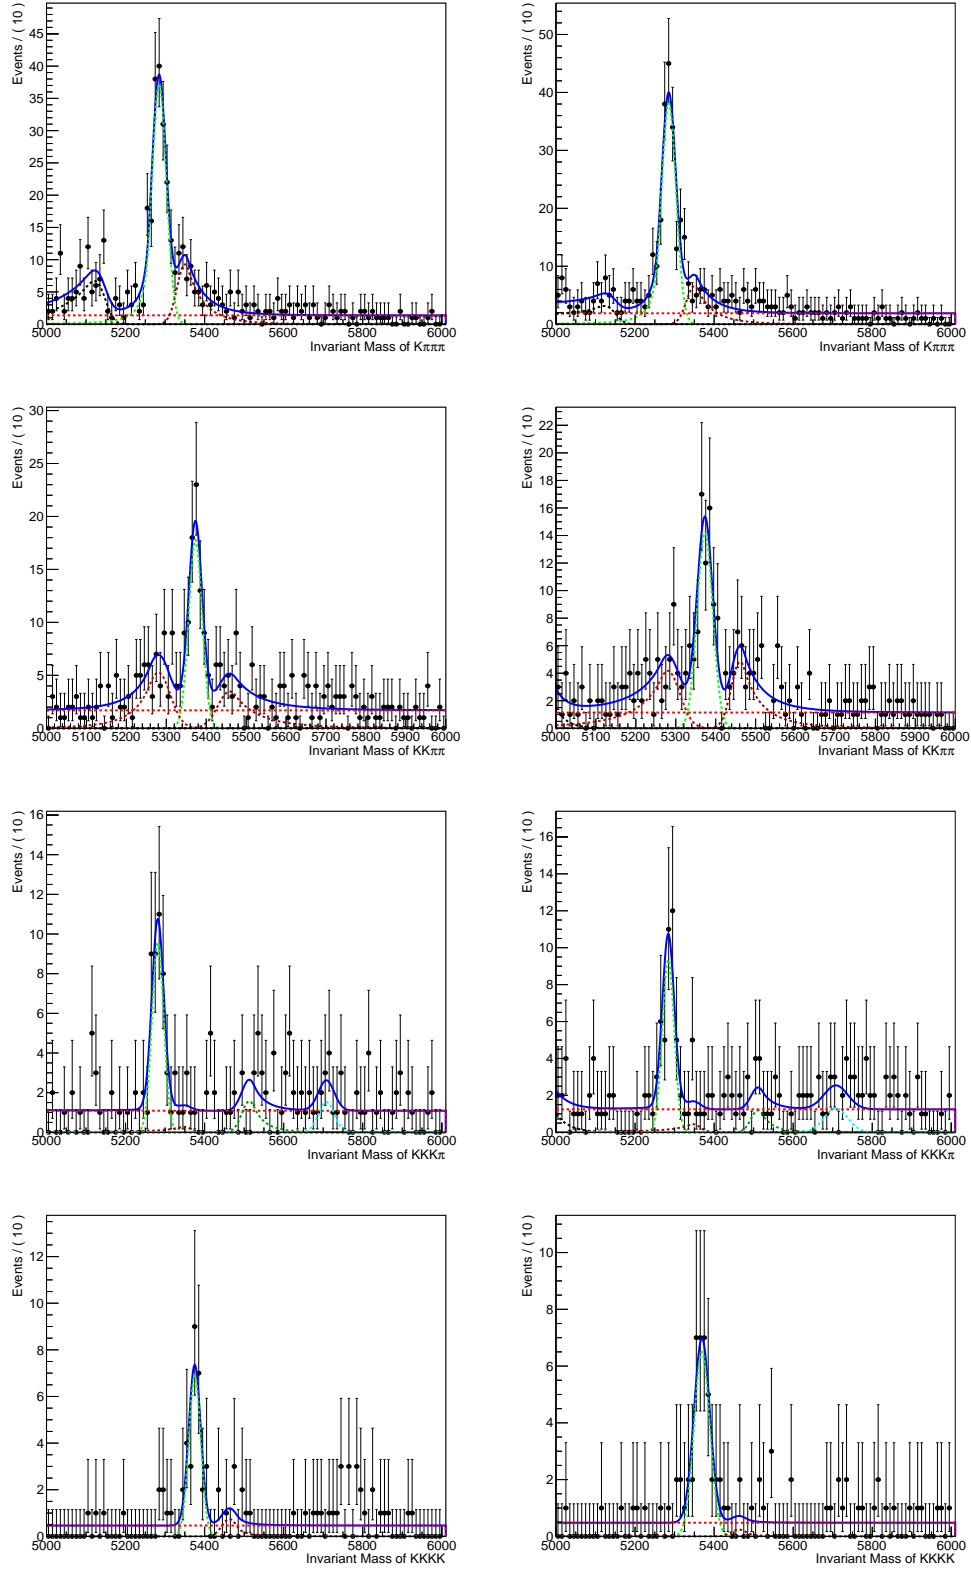 Events / ( 10 )
45
40
35
30
25
20
15
10
5
0
5000 5200 5400 5600 5800 6000
Invariant Mass of Kπππ
Events / ( 10 )
50
40
30
20
10
0
5000 5200 5400 5600 5800 6000
Invariant Mass of Kπππ
Events / ( 10 )
30
25
20
15
10
5
0
5000 5100 5200 5300 5400 5500 5600 5700 5800 5900 6000
Invariant Mass of KKππ
Events / ( 10 )
22
20
18
16
14
12
10
8
6
4
2
0
5000 5100 5200 5300 5400 5500 5600 5700 5800 5900 6000
Invariant Mass of KKππ
Events / ( 10 )
16
14
12
10
8
6
4
2
0
5000 5200 5400 5600 5800 6000
Invariant Mass of KKKπ
Events / ( 10 )
16
14
12
10
8
6
4
2
0
5000 5200 5400 5600 5800 6000
Invariant Mass of KKKπ
Events / ( 10 )
12
10
8
6
4
2
0
5000 5200 5400 5600 5800 6000
Invariant Mass of KKKK
Events / ( 10 )
10
8
6
4
2
0
5000 5200 5400 5600 5800 6000
Invariant Mass of KKKK